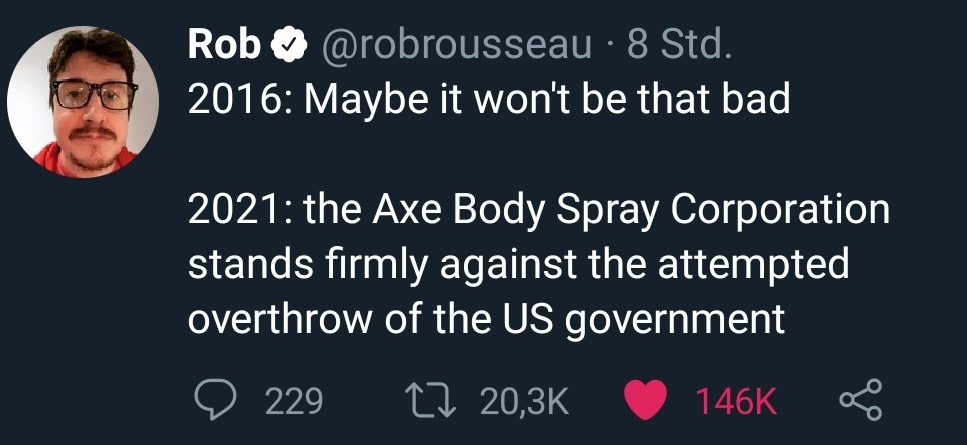 Rob @robrousseau · 8 Std.
2016: Maybe it won't be that bad
2021: the Axe Body Spray Corporation
stands firmly against the attempted
overthrow of the US government
229 20,3K 146K